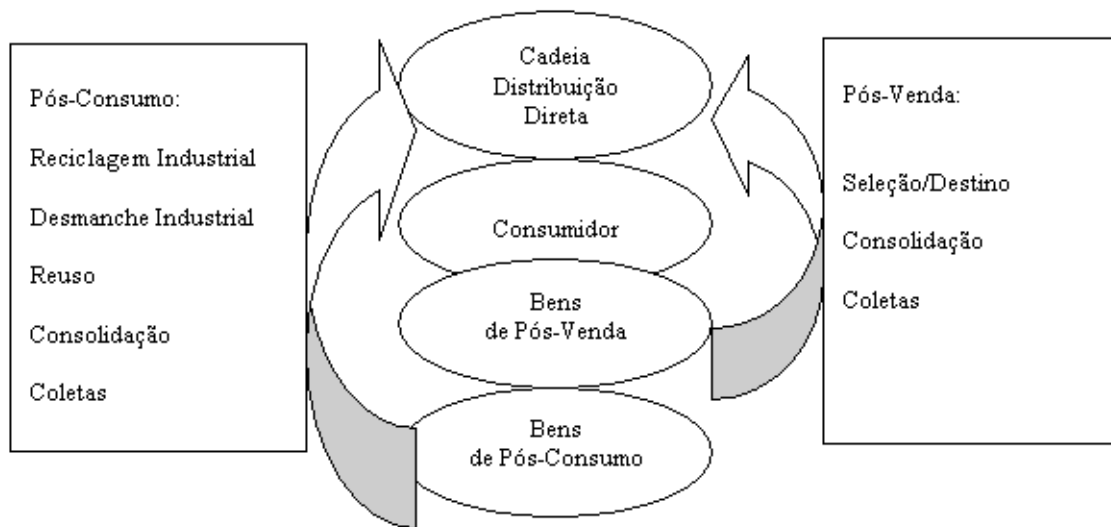 Pós-Consumo:
Reciclagem Industrial
Desmanche Industrial
Reuso
Consolidação
Coletas
Cadeia
Distribuição
Direta
Consumidor
Bens
de Pós-Venda
Bens
de Pós-Consumo
Pós-Venda:
Seleção/Destino
Consolidação
Coletas